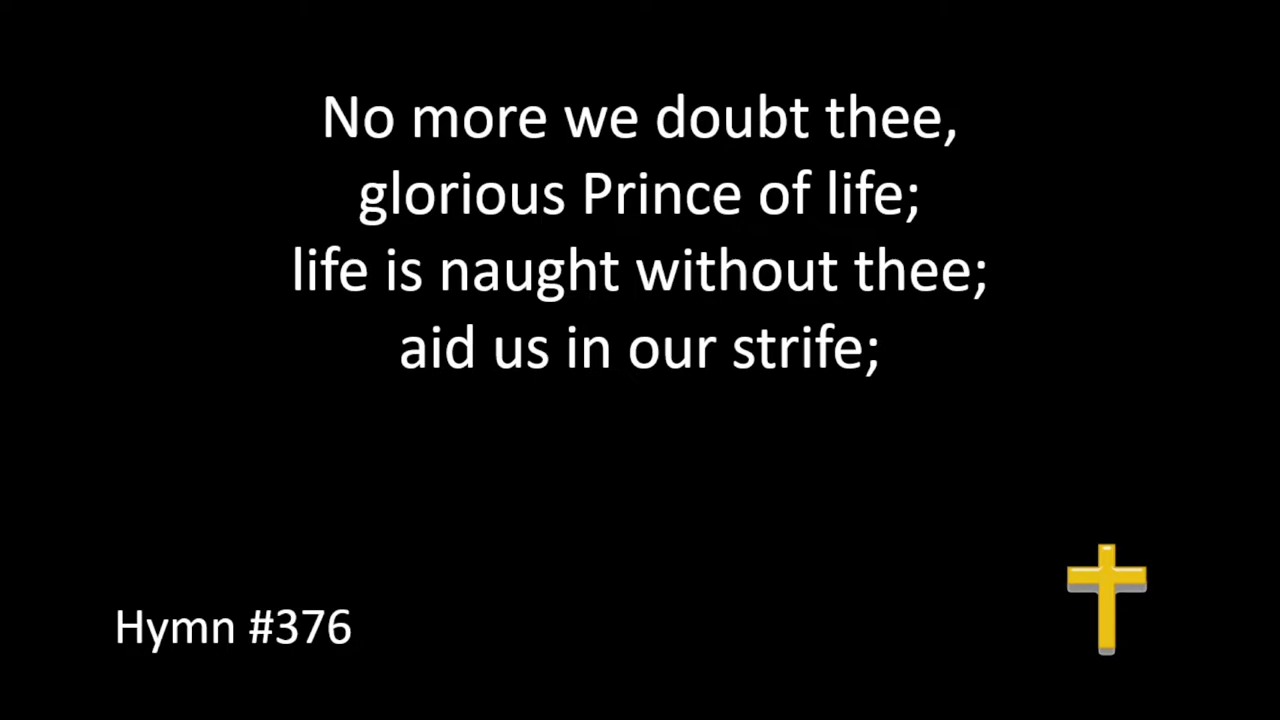 No more we doubt thee,
glorious Prince of life;
life is naught without thee;
aid us in our strife;
Hymn #376